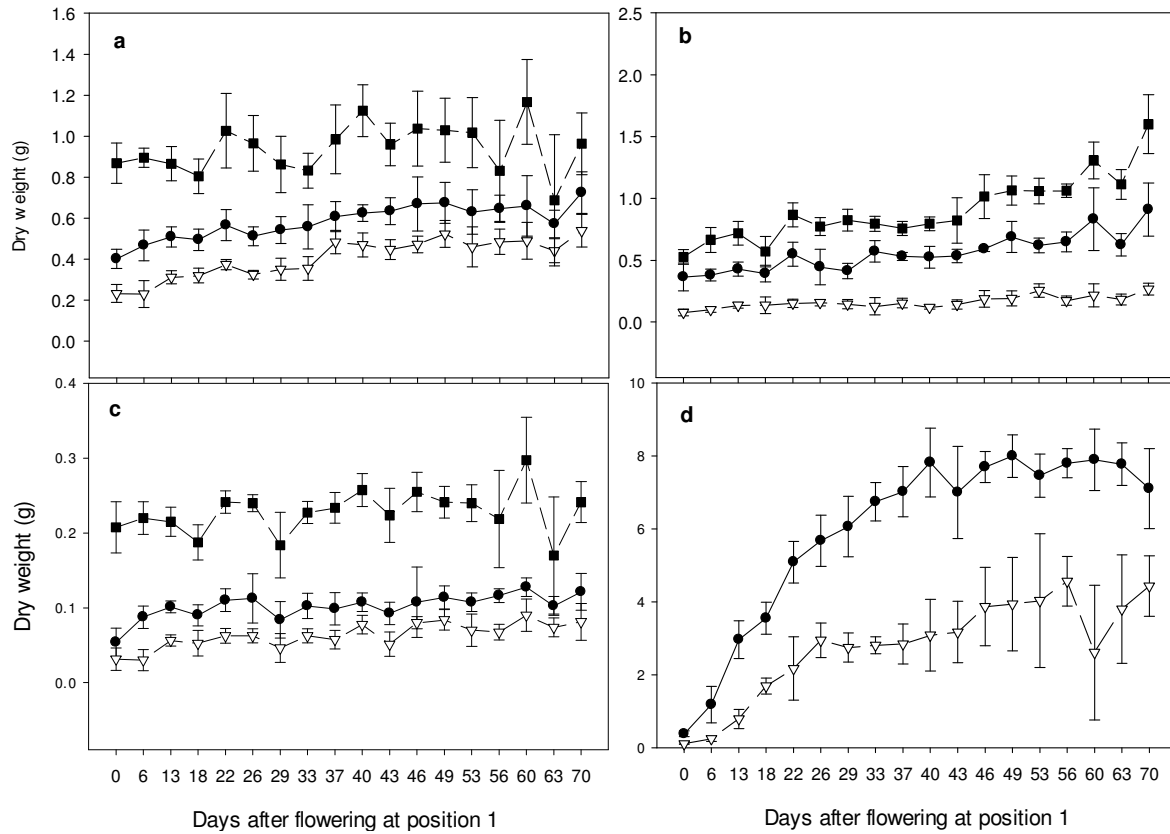 a
1.6
1.4
1.2
1.0
0.8
0.6
0.4
0.2
0.0
Dry w eight (g)
b
2.5
2.0
1.5
1.0
0.5
0.0
c
0.4
0.3
0.2
0.1
0.0
Dry weight (g)
0 6 13 18 22 26 29 33 37 40 43 46 49 53 56 60 63 70
Days after flowering at position 1
d
10
8
6
4
2
0
0 6 13 18 22 26 29 33 37 40 43 46 49 53 56 60 63 70
Days after flowering at position 1